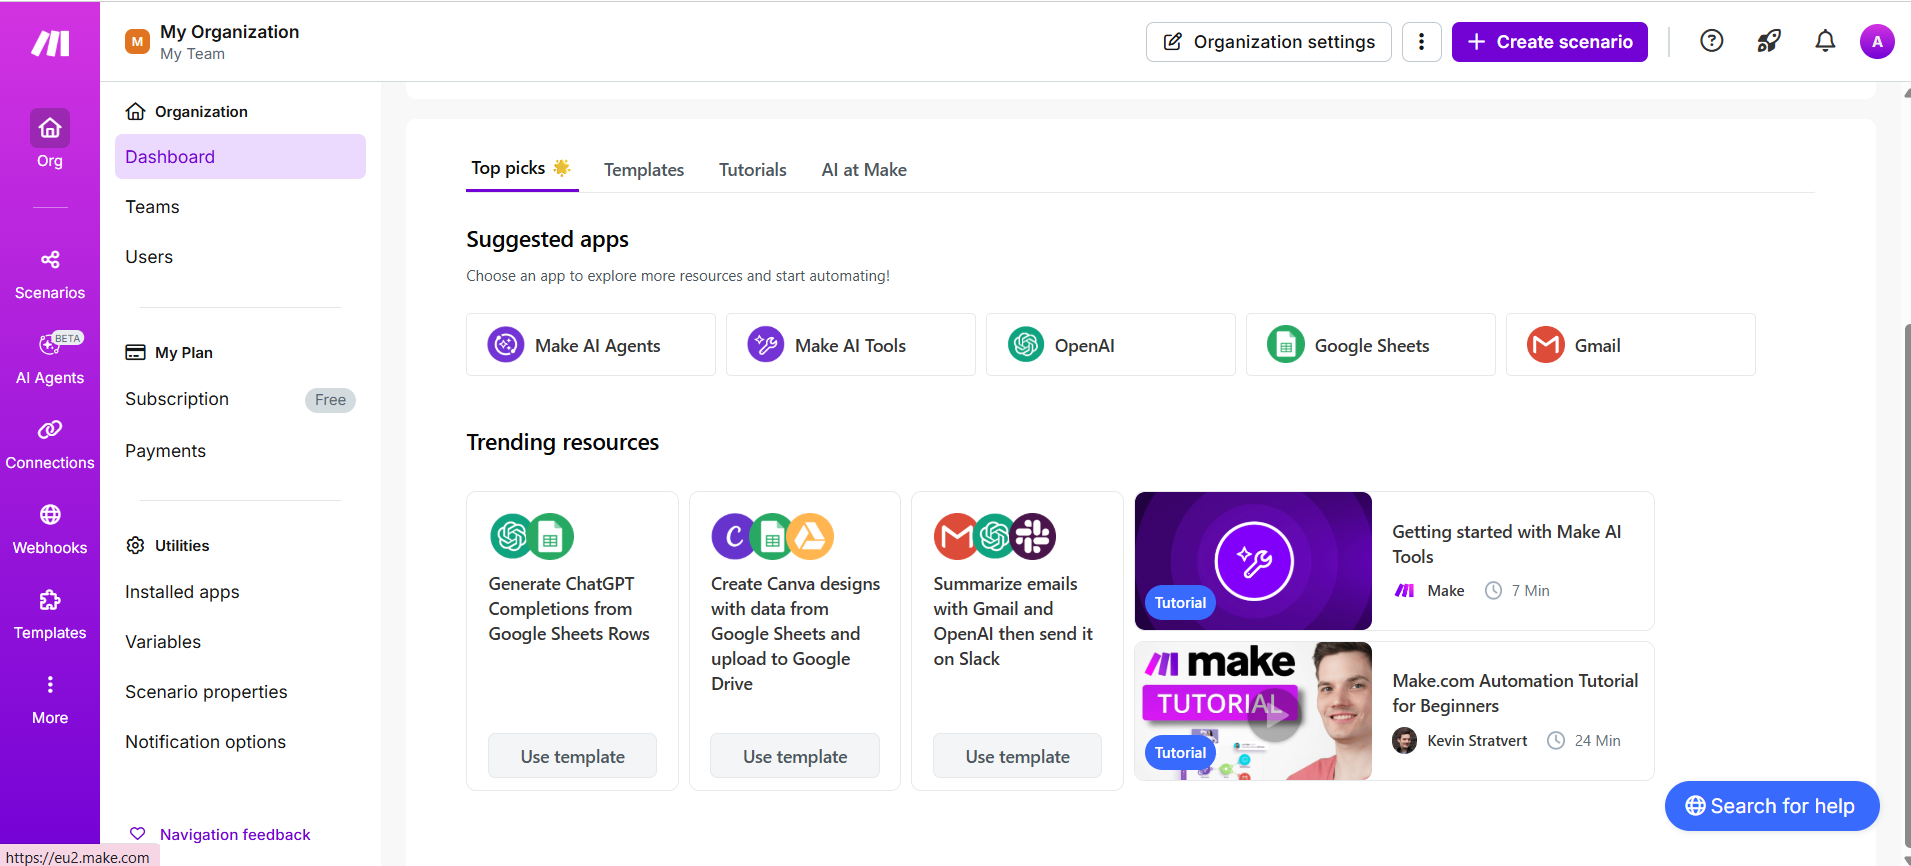 M
My Organization
My Team
Organization settings
Create scenario
A
Org
Scenarios
BETA
AI Agents
Connections
Webhooks
Templates
More
Organization
Dashboard
Teams
Users
My Plan
Subscription
Free
Payments
Utilities
Installed apps
Variables
Scenario properties
Notification options
Navigation feedback
https://eu2.make.com
Top picks
Templates
Tutorials
AI at Make
Suggested apps
Choose an app to explore more resources and start automating!
Make AI Agents
Make AI Tools
OpenAI
Google Sheets
Gmail
Trending resources
Generate ChatGPT
Completions from
Google Sheets Rows
Use template
C
Create Canva designs
with data from
Google Sheets and
upload to Google
Drive
Use template
Summarize emails
with Gmail and
OpenAI then send it
on Slack
Use template
Tutorial
Getting started with Make AI
Tools
Make
7 Min
make
TUTORIAL
Tutorial
Make.com Automation Tutorial
for Beginners
Kevin Stratvert
24 Min
Search for help